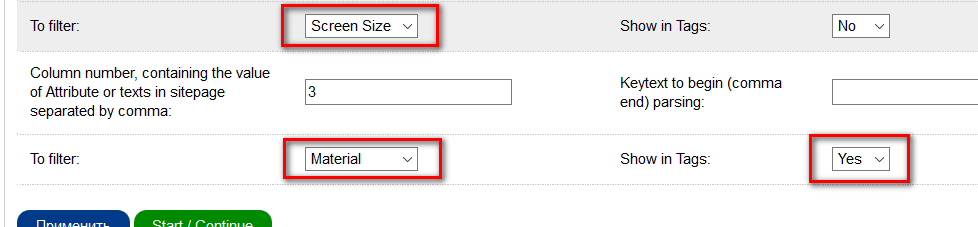 To filter: Screen Size Show in Tags: No
Column number, containing the value
of Attribute or texts in sitepage
separated by comma:
3
Keytext to begin (comma
end) parsing:
To filter: Material Show in Tags: Yes
Применить Start / Continue